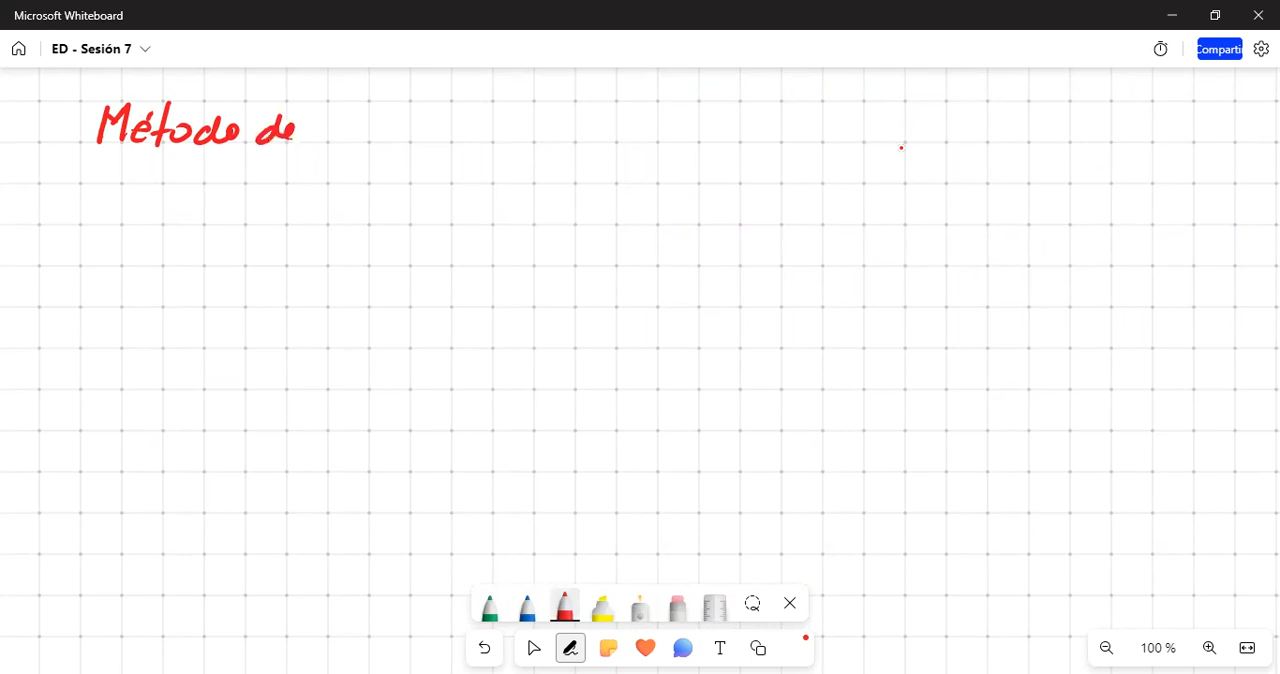 Microsoft Whiteboard
ED - Sesión 7
Comparti
Método de
T
100 %